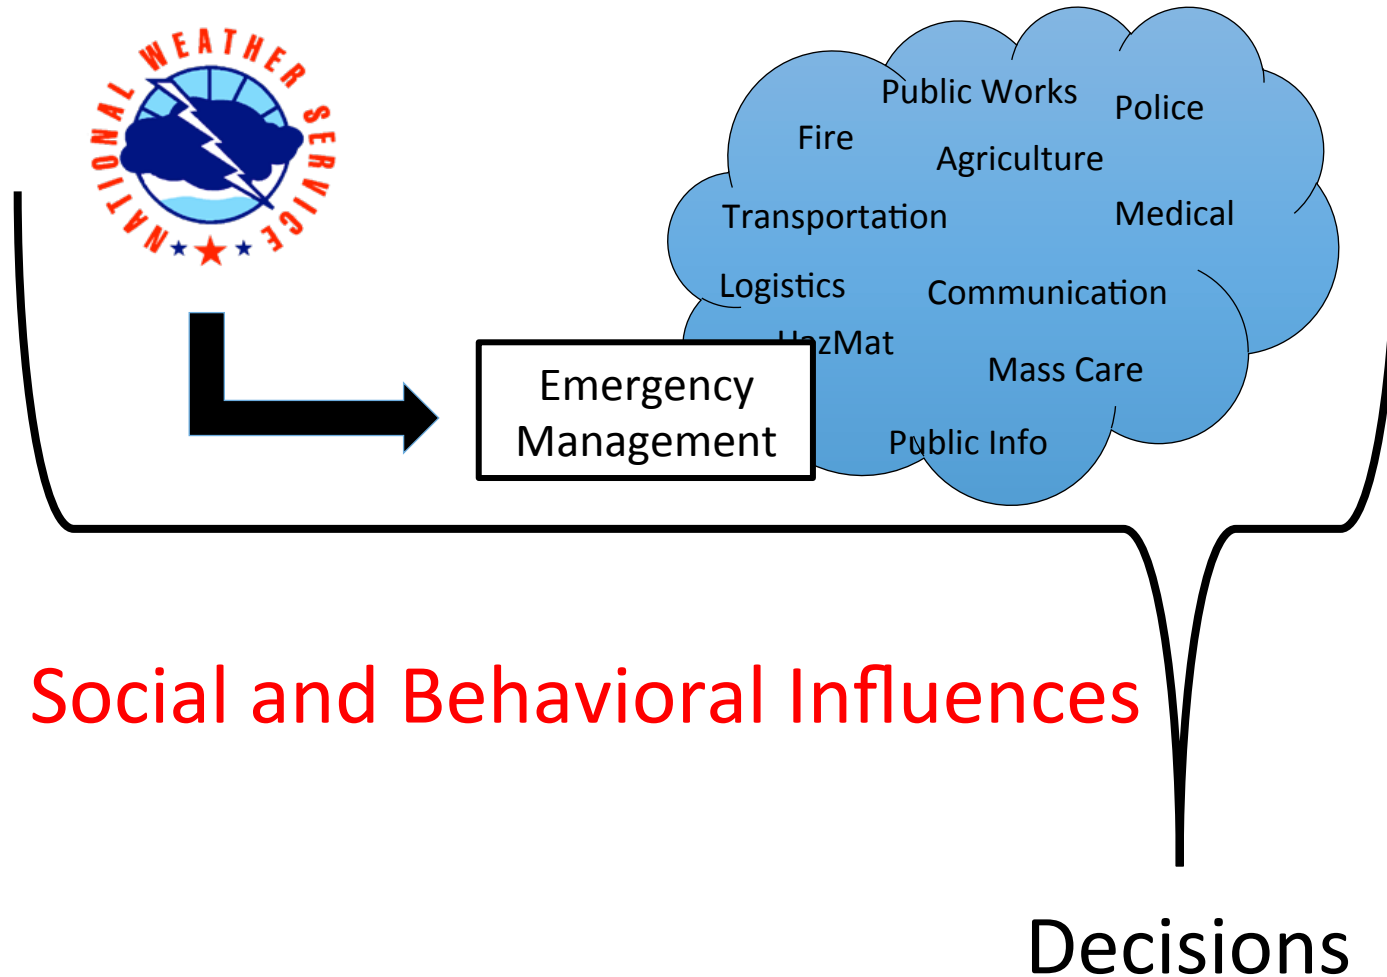 NATIONAL WEATHER SERVICE
Public Works
Police
Fire
Agriculture
Transportation
Medical
Logistics
Communication
HazMat
Mass Care
Emergency
Management
Public Info
Social and Behavioral Influences
Decisions